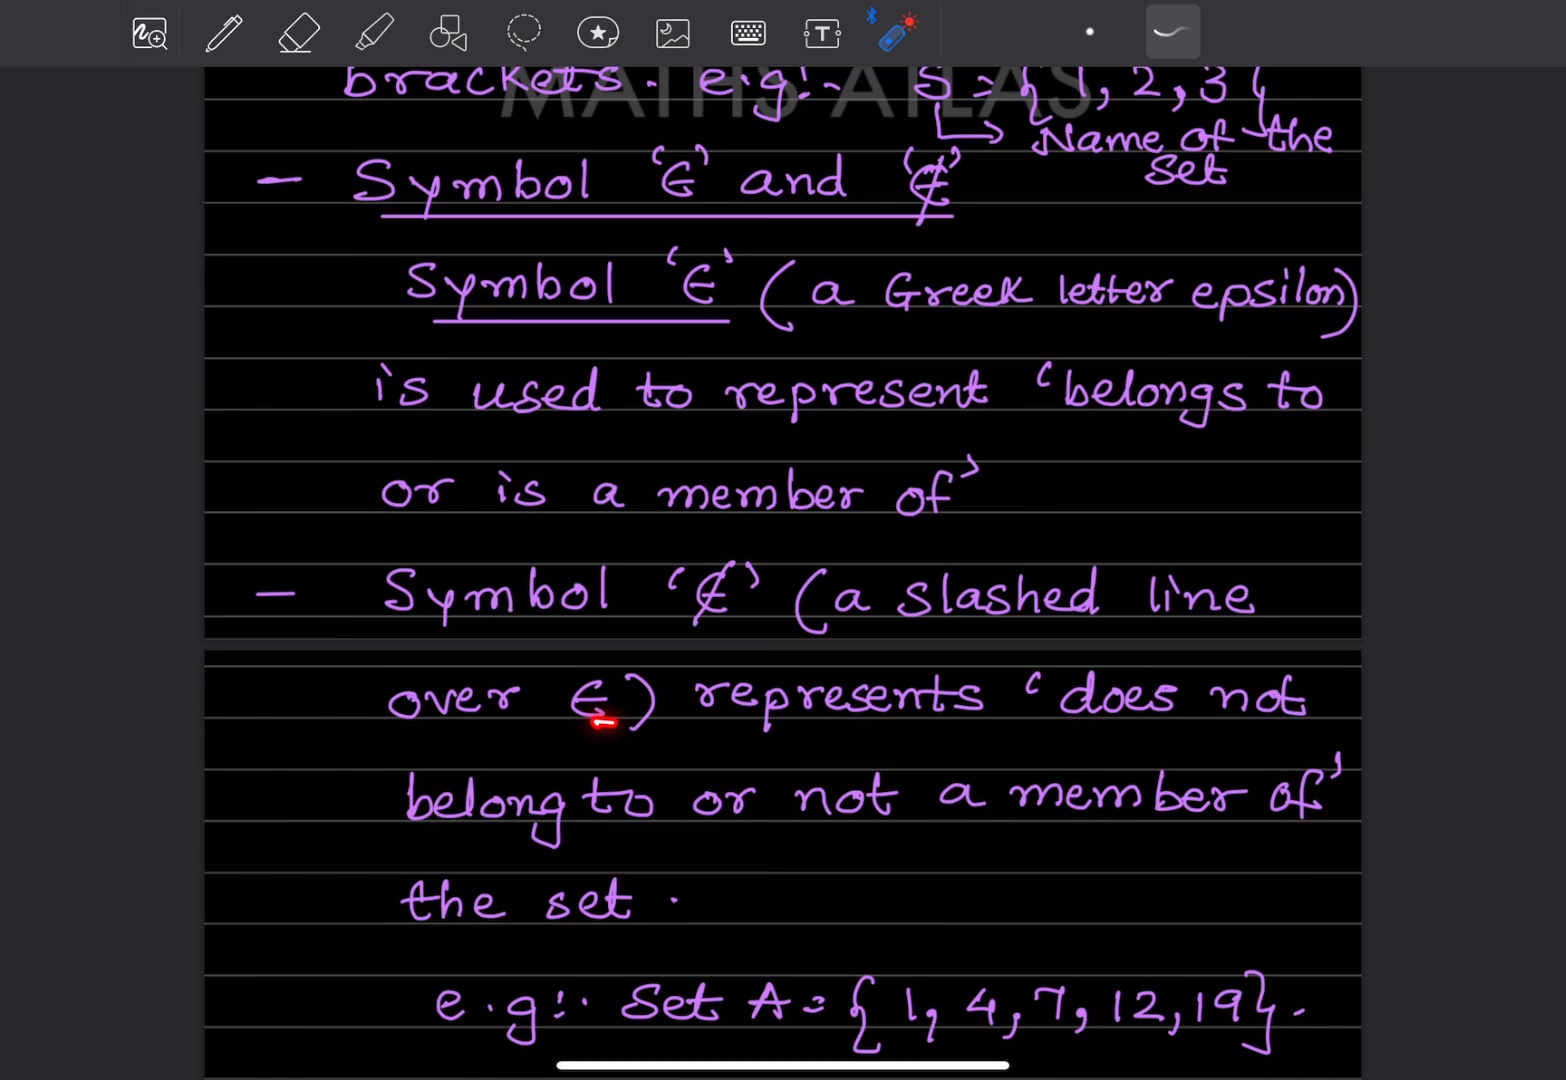 MATHS ATLAS
brackets. e.g:- S = {1, 2, 3}
Name of the
set
- Symbol '∈' and '∉'
Symbol '∈' (a Greek letter epsilon)
is used to represent 'belongs to
or is a member of'
- Symbol '∉' (a slashed line
over ∈) represents 'does not
belong to or not a member of'
the set.
e.g:. Set A = {1, 4, 7, 12, 19}.